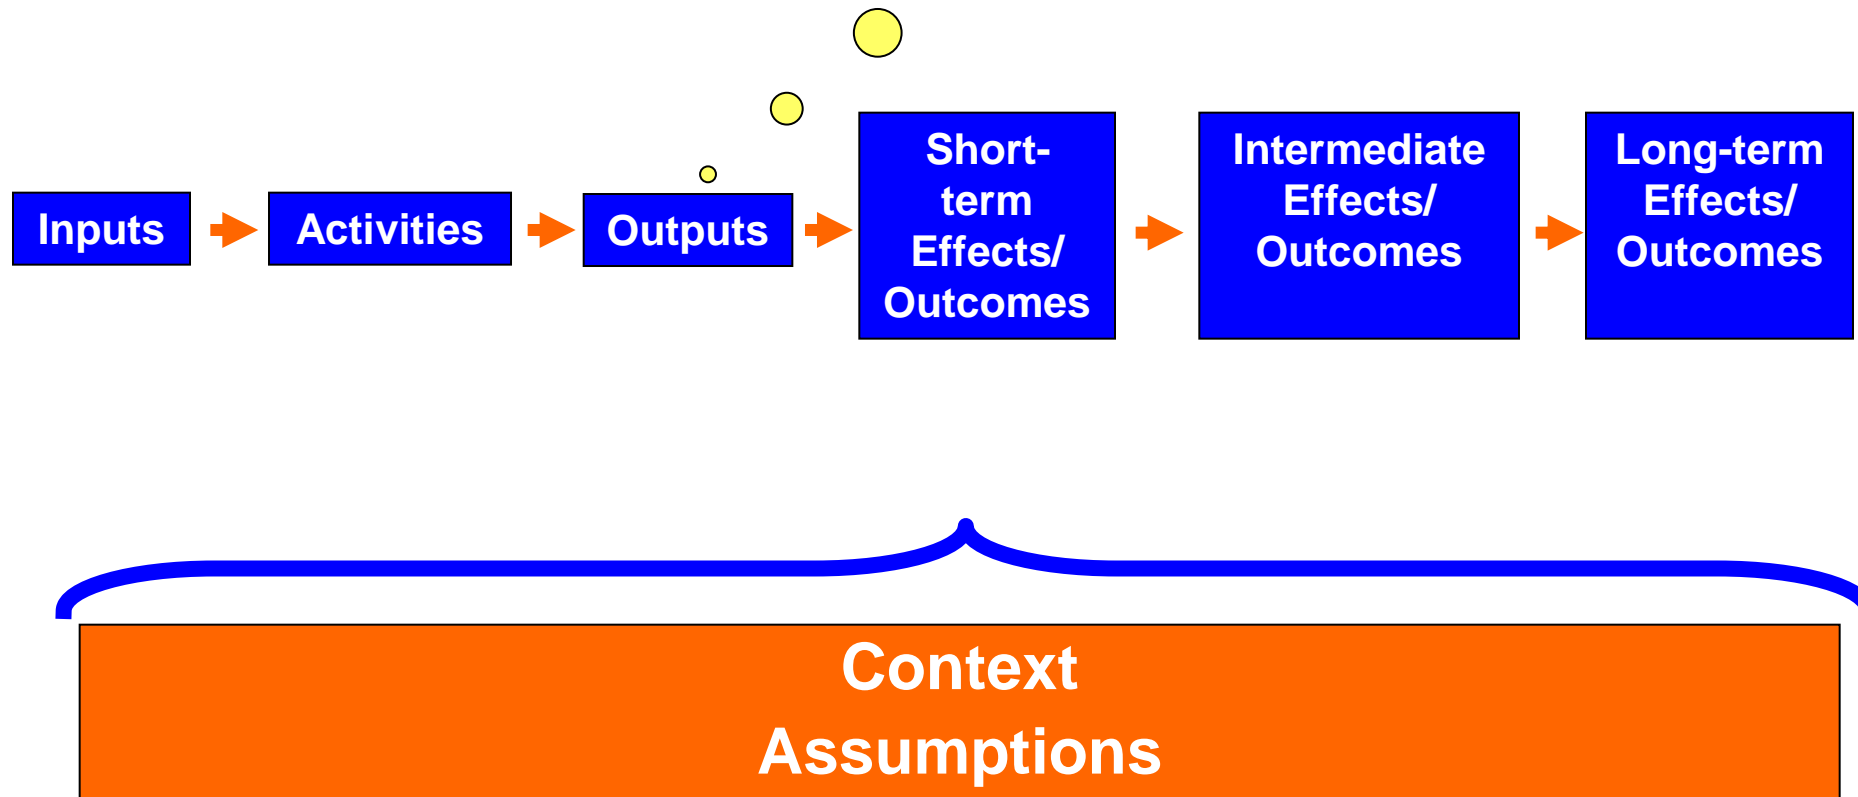 Inputs
Activities
Outputs
Short-
term
Effects/
Outcomes
Intermediate
Effects/
Outcomes
Long-term
Effects/
Outcomes
Context
Assumptions